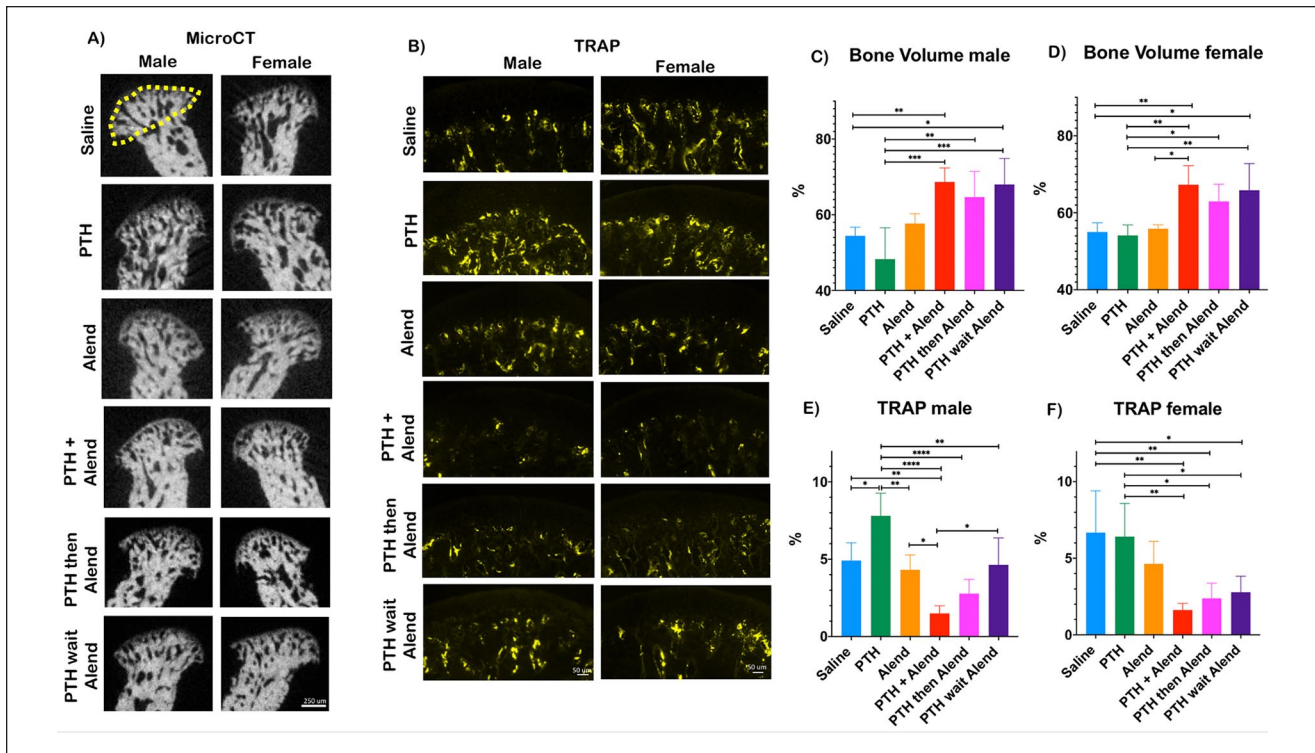 A)
MicroCT
Male Female
Saline
PTH
Alend
PTH +
Alend
PTH then
Alend
PTH wait
Alend
250 um
B)
TRAP
Male Female
Saline
PTH
Alend
PTH +
Alend
PTH then
Alend
PTH wait
Alend
50 um
50 um
C) Bone Volume male
%
80
60
40
**
*
**
***
***
Saline
PTH
Alend
PTH + Alend
PTH then Alend
PTH wait Alend
D) Bone Volume female
%
80
60
40
**
*
**
*
**
*
Saline
PTH
Alend
PTH + Alend
PTH then Alend
PTH wait Alend
E) TRAP male
%
10
5
0
**
****
****
**
*
**
*
*
Saline
PTH
Alend
PTH + Alend
PTH then Alend
PTH wait Alend
F) TRAP female
%
10
5
0
*
**
**
*
*
**
Saline
PTH
Alend
PTH + Alend
PTH then Alend
PTH wait Alend